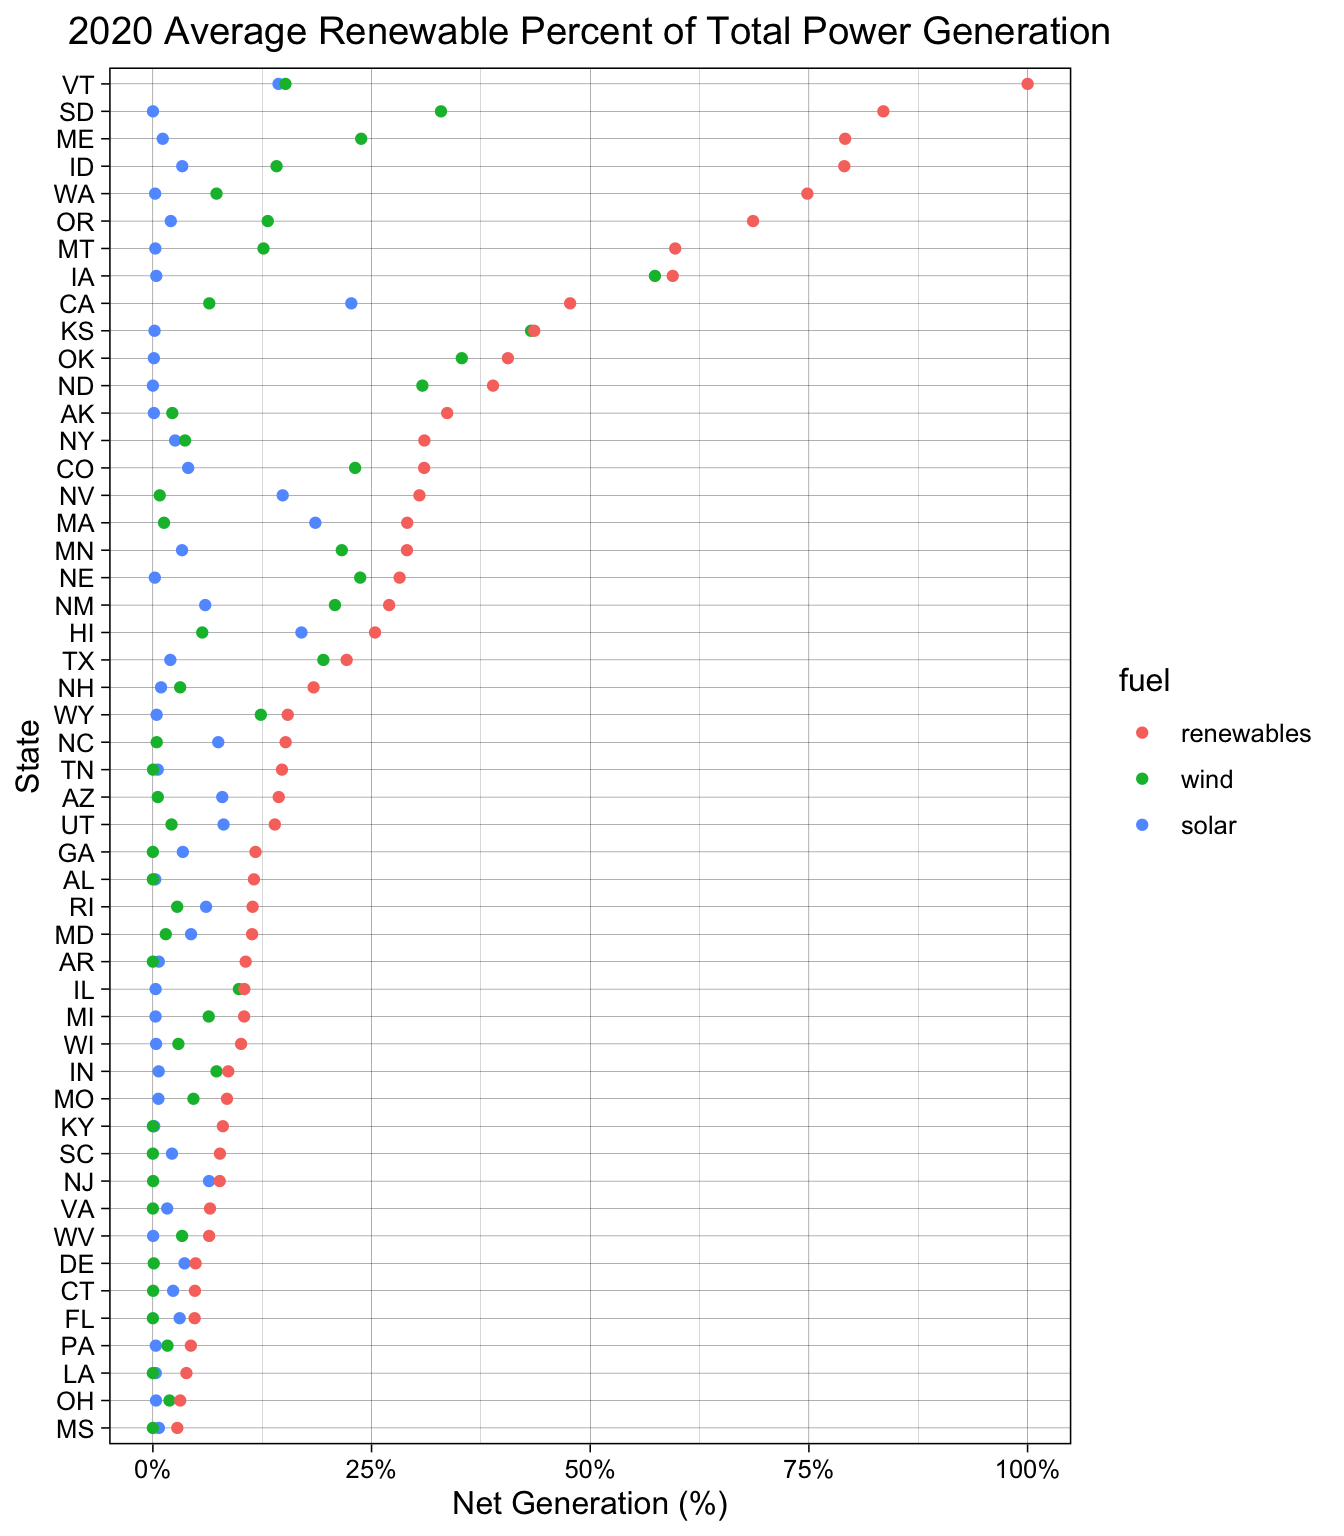 2020 Average Renewable Percent of Total Power Generation
VT
SD
ME
ID
WA
OR
MT
IA
CA
KS
OK
ND
AK
NY
CO
NV
MA
MN
NE
NM
HI
TX
NH
WY
NC
TN
AZ
UT
GA
AL
RI
MD
AR
IL
MI
WI
IN
MO
KY
SC
NJ
VA
WV
DE
CT
FL
PA
LA
OH
MS
State
0% 25% 50% 75% 100%
Net Generation (%)
fuel
renewables
wind
solar